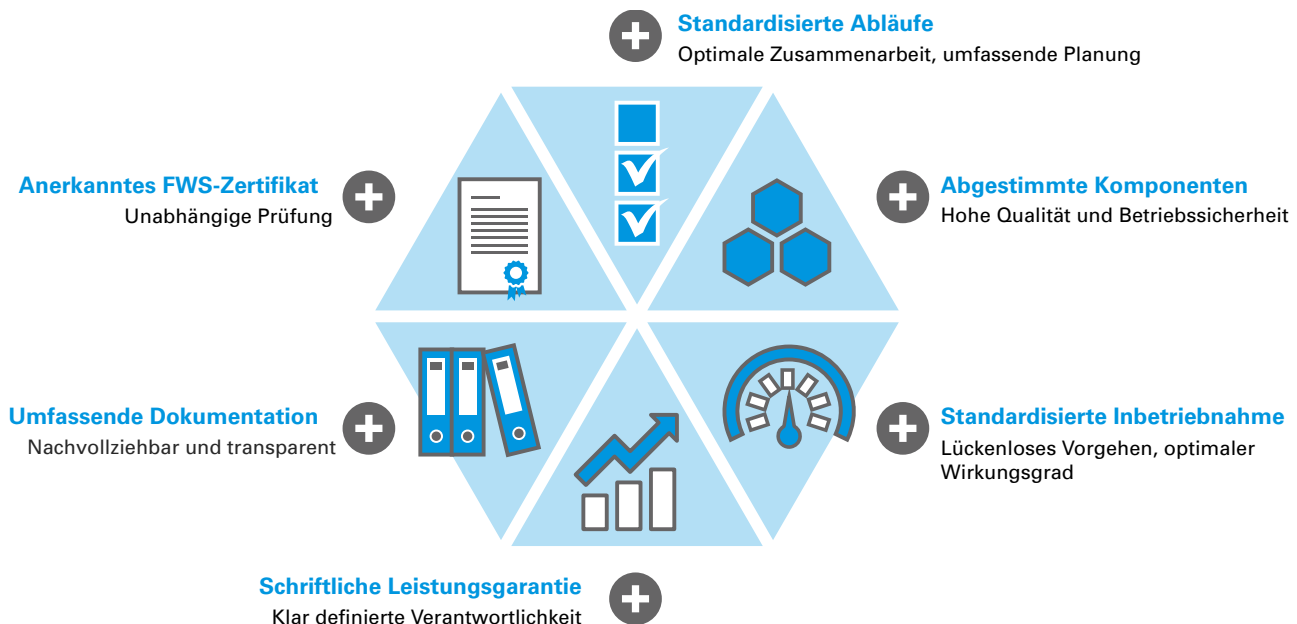 Standardisierte Abläufe
Optimale Zusammenarbeit, umfassende Planung
Anerkanntes FWS-Zertifikat
Unabhängige Prüfung
Abgestimmte Komponenten
Hohe Qualität und Betriebssicherheit
Umfassende Dokumentation
Nachvollziehbar und transparent
Standardisierte Inbetriebnahme
Lückenloses Vorgehen, optimaler
Wirkungsgrad
Schriftliche Leistungsgarantie
Klar definierte Verantwortlichkeit